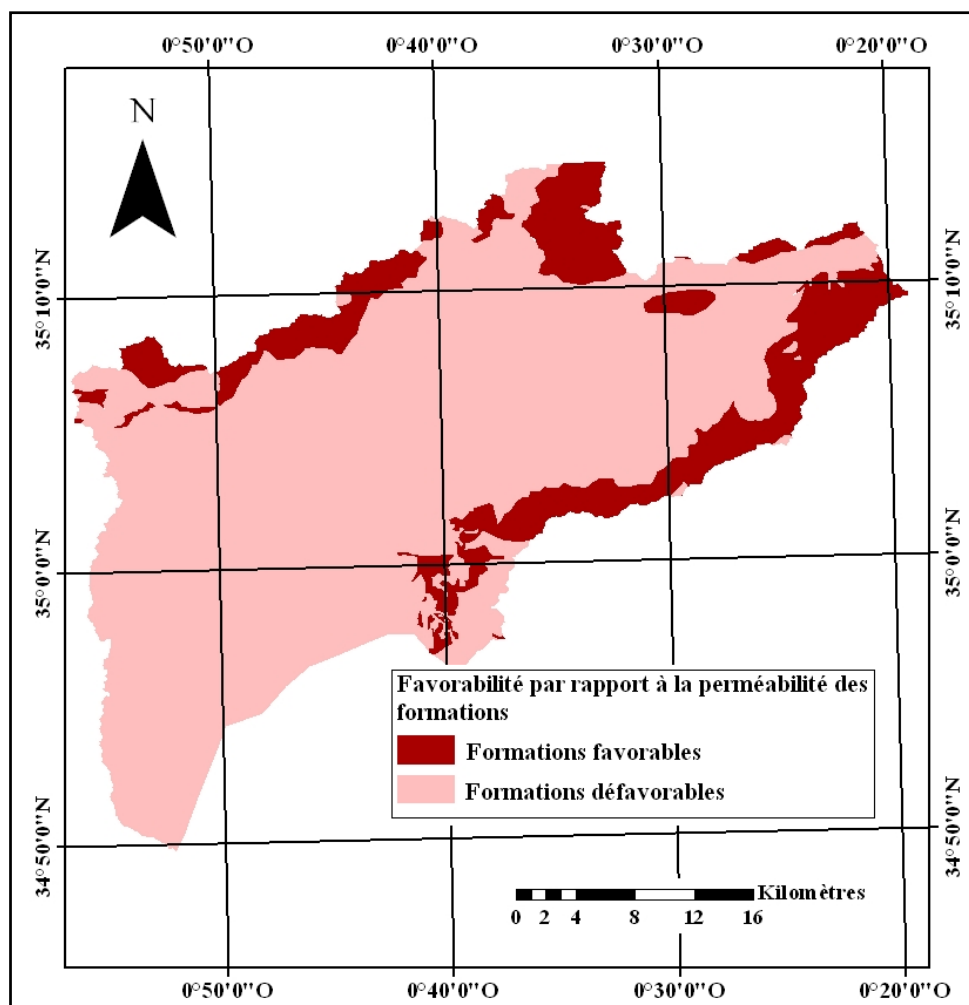 0°50'0"O 0°40'0"O 0°30'0"O 0°20'0"O
N
35°10'0"N 35°10'0"N
35°0'0"N 35°0'0"N
Favorabilité par rapport à la perméabilité des
formations
Formations favorables
Formations défavorables
34°50'0"N 34°50'0"N
Kilomètres
0 2 4 8 12 16
0°50'0"O 0°40'0"O 0°30'0"O 0°20'0"O